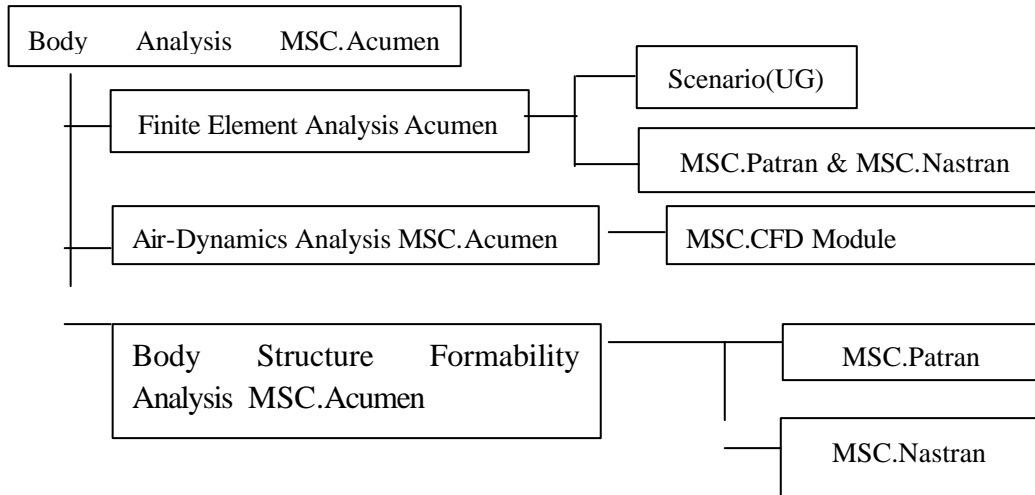 Body Analysis MSC.Acumen
Scenario(UG)
Finite Element Analysis Acumen
MSC.Patran & MSC.Nastran
Air-Dynamics Analysis MSC.Acumen
MSC.CFD Module
Body Structure Formability
Analysis MSC.Acumen
MSC.Patran
MSC.Nastran